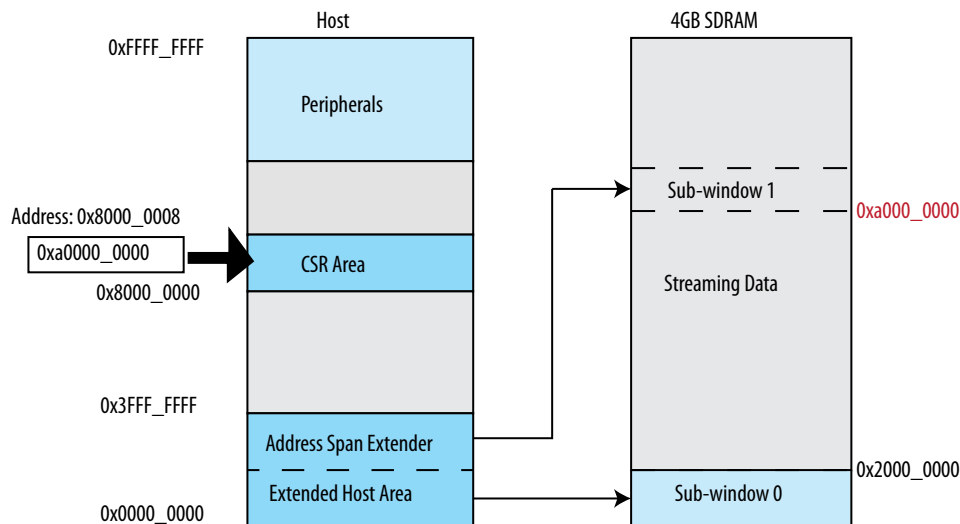 Host
4GB SDRAM
0xFFFF_FFFF
Peripherals
Sub-window 1
Address: 0x8000_0008
0xa000_0000
0xa0000_0000
CSR Area
Streaming Data
0x8000_0000
0x3FFF_FFFF
Address Span Extender
0x2000_0000
Extended Host Area
Sub-window 0
0x0000_0000